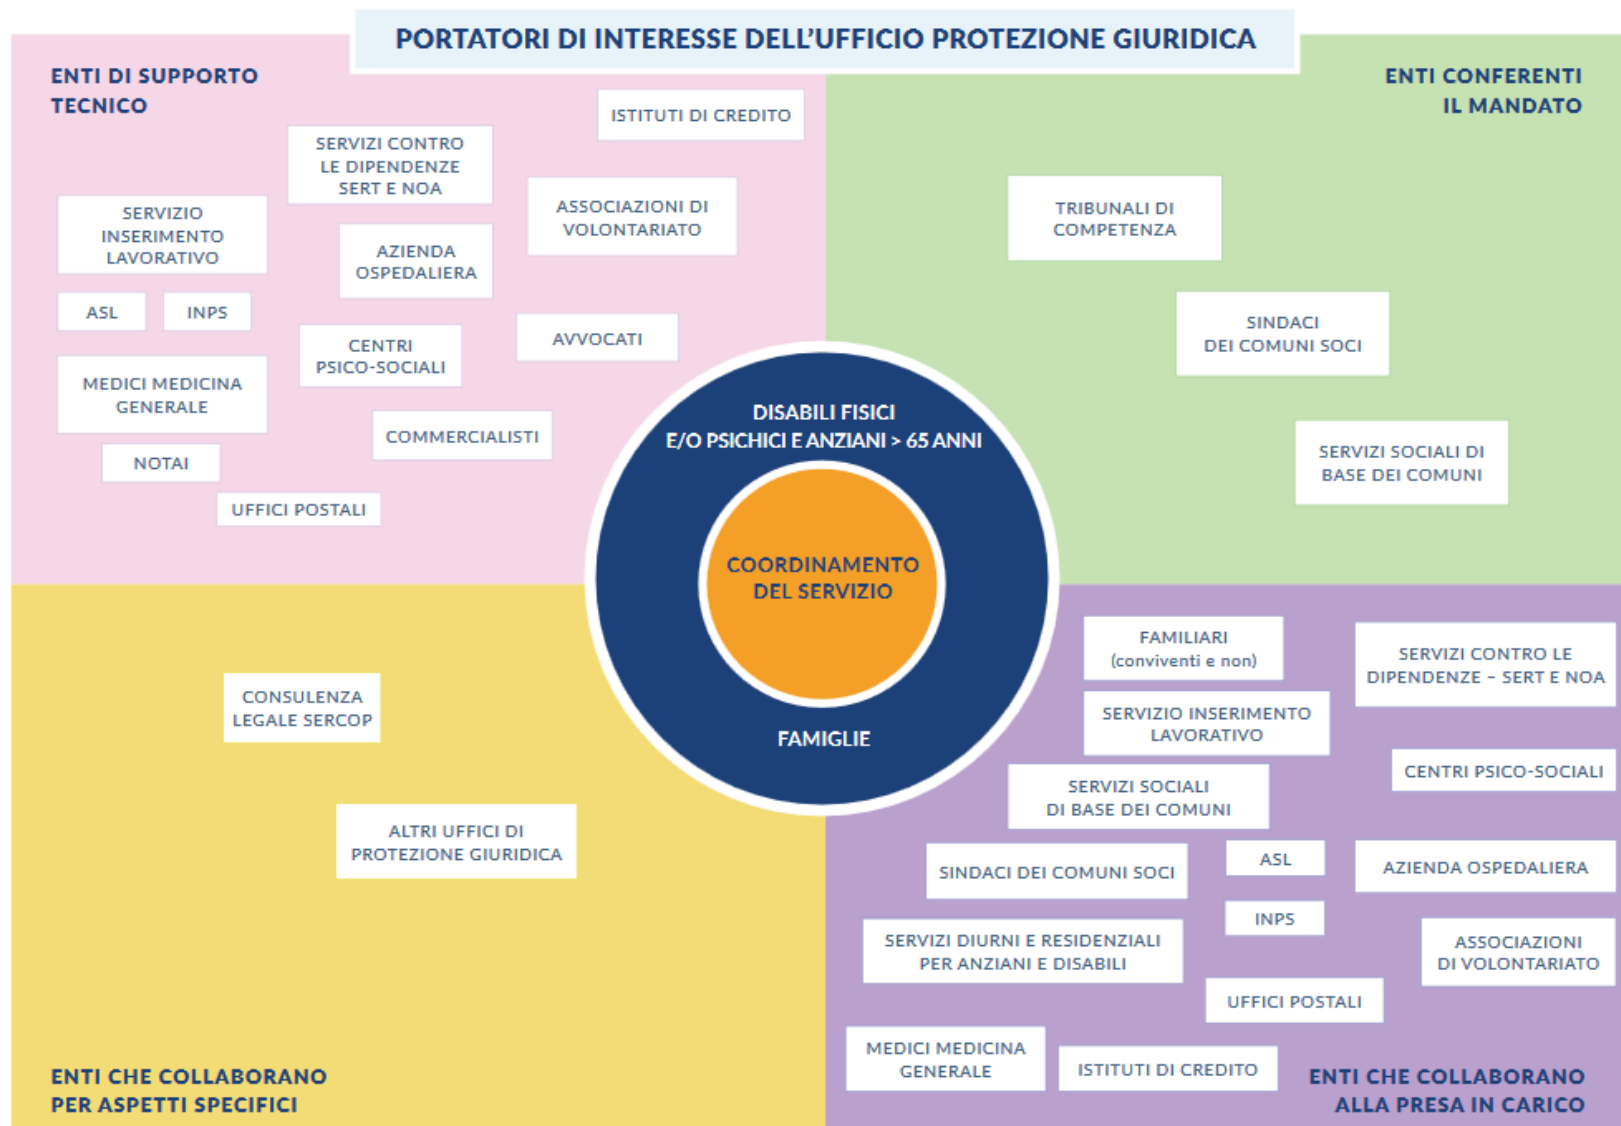 PORTATORI DI INTERESSE DELL'UFFICIO PROTEZIONE GIURIDICA
ENTI DI SUPPORTO
TECNICO
ISTITUTI DI CREDITO
SERVIZI CONTRO
LE DIPENDENZE
SERT E NOA
ASSOCIAZIONI DI
VOLONTARIATO
SERVIZIO
INSERIMENTO
LAVORATIVO
AZIENDA
OSPEDALIERA
ASL
INPS
CENTRI
PSICO-SOCIALI
AVVOCATI
MEDICI MEDICINA
GENERALE
COMMERCIALISTI
NOTAI
UFFICI POSTALI
ENTI CONFERENTI
IL MANDATO
TRIBUNALI DI
COMPETENZA
SINDACI
DEI COMUNI SOCI
SERVIZI SOCIALI DI
BASE DEI COMUNI
DISABILI FISICI
E/O PSICHICI E ANZIANI > 65 ANNI
COORDINAMENTO
DEL SERVIZIO
FAMIGLIE
CONSULENZA
LEGALE SERCOP
ALTRI UFFICI DI
PROTEZIONE GIURIDICA
ENTI CHE COLLABORANO
PER ASPETTI SPECIFICI
FAMILIARI
(conviventi e non)
SERVIZI CONTRO LE
DIPENDENZE – SERT E NOA
SERVIZIO INSERIMENTO
LAVORATIVO
CENTRI PSICO-SOCIALI
SERVIZI SOCIALI
DI BASE DEI COMUNI
SINDACI DEI COMUNI SOCI
ASL
AZIENDA OSPEDALIERA
INPS
SERVIZI DIURNI E RESIDENZIALI
PER ANZIANI E DISABILI
ASSOCIAZIONI
DI VOLONTARIATO
UFFICI POSTALI
MEDICI MEDICINA
GENERALE
ISTITUTI DI CREDITO
ENTI CHE COLLABORANO
ALLA PRESA IN CARICO